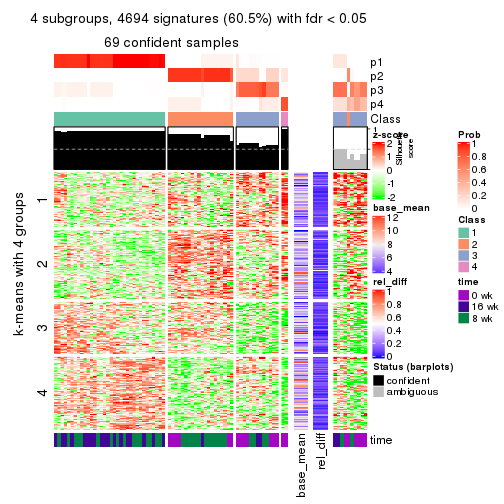 4 subgroups, 4694 signatures (60.5%) with fdr < 0.05
69 confident samples
p1
p2
p3
p4
Class
1
Silhouette
score
k-means with 4 groups
1
2
3
4
time
base_mean
rel_diff
z-score
2
1
0
-1
-2
base_mean
12
10
8
6
4
rel_diff
1
0.8
0.6
0.4
0.2
0
Status (barplots)
confident
ambiguous
Prob
1
0.8
0.6
0.4
0.2
0
Class
1
2
3
4
time
0 wk
16 wk
8 wk